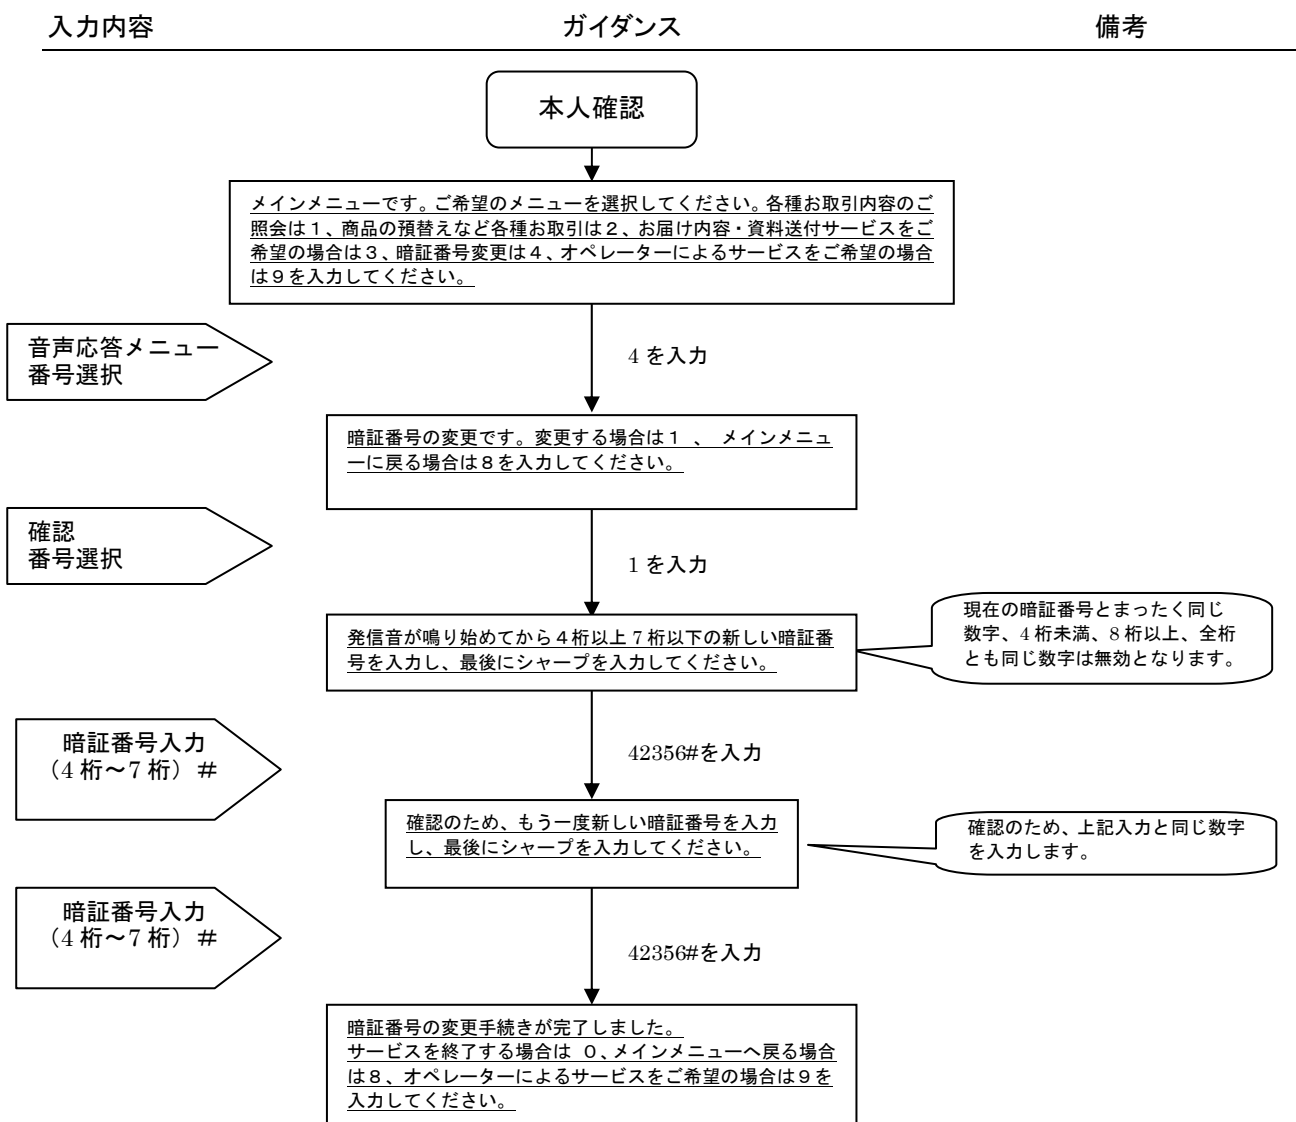 入力内容
ガイダンス
備考
本人確認
メインメニューです。ご希望のメニューを選択してください。各種お取引内容のご
照会は１、商品の預替えなど各種お取引は２、お届け内容・資料送付サービスをご
希望の場合は３、暗証番号変更は４、オペレーターによるサービスをご希望の場合
は９を入力してください。
音声応答メニュー
番号選択
4 を入力
暗証番号の変更です。変更する場合は１ 、 メインメニュ
ーに戻る場合は８を入力してください。
確認
番号選択
1 を入力
発信音が鳴り始めてから４桁以上７桁以下の新しい暗証番
号を入力し、最後にシャープを入力してください。
現在の暗証番号とまったく同じ
数字、4 桁未満、8 桁以上、全桁
とも同じ数字は無効となります。
暗証番号入力
（4 桁～7 桁）＃
42356#を入力
確認のため、もう一度新しい暗証番号を入力
し、最後にシャープを入力してください。
確認のため、上記入力と同じ数字
を入力します。
暗証番号入力
（4 桁～7 桁）＃
42356#を入力
暗証番号の変更手続きが完了しました。
サービスを終了する場合は ０、メインメニューへ戻る場合
は８、オペレーターによるサービスをご希望の場合は９を
入力してください。